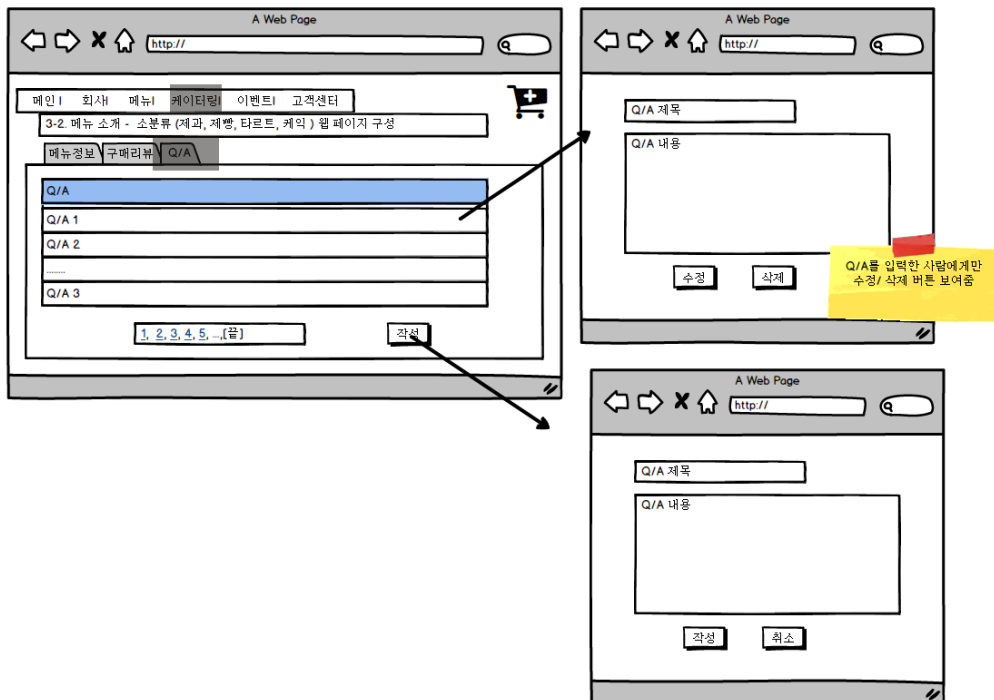 A Web Page
http://
메인 I 회사I 메뉴I 케이터링I 이벤트I 고객센터
3-2. 메뉴 소개 - 소분류 (제과, 제빵, 타르트, 케익 ) 웹 페이지 구성
메뉴정보 구매리뷰 Q/A
Q/A
Q/A 1
Q/A 2
........
Q/A 3
1, 2, 3, 4, 5, ...,[끝]
작성
A Web Page
http://
Q/A 제목
Q/A 내용
수정 삭제
Q/A를 입력한 사람에게만
수정/ 삭제 버튼 보여줌
A Web Page
http://
Q/A 제목
Q/A 내용
작성 취소